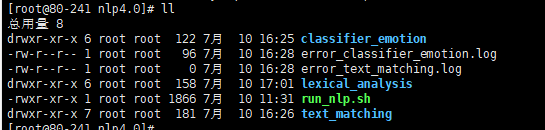 [root@80-241 nlp4.0]# ll
总用量 8
drwxr-xr-x 6 root root  122 7月  10 16:25 classifier_emotion
-rw-r--r-- 1 root root   96 7月  10 16:28 error_classifier_emotion.log
-rw-r--r-- 1 root root    0 7月  10 16:28 error_text_matching.log
drwxr-xr-x 6 root root  158 7月  10 17:01 lexical_analysis
-rwxr-xr-x 1 root root 1866 7月  10 11:31 run_nlp.sh
drwxr-xr-x 7 root root  181 7月  10 16:26 text_matching
[root@80-241 nlp4.0]#